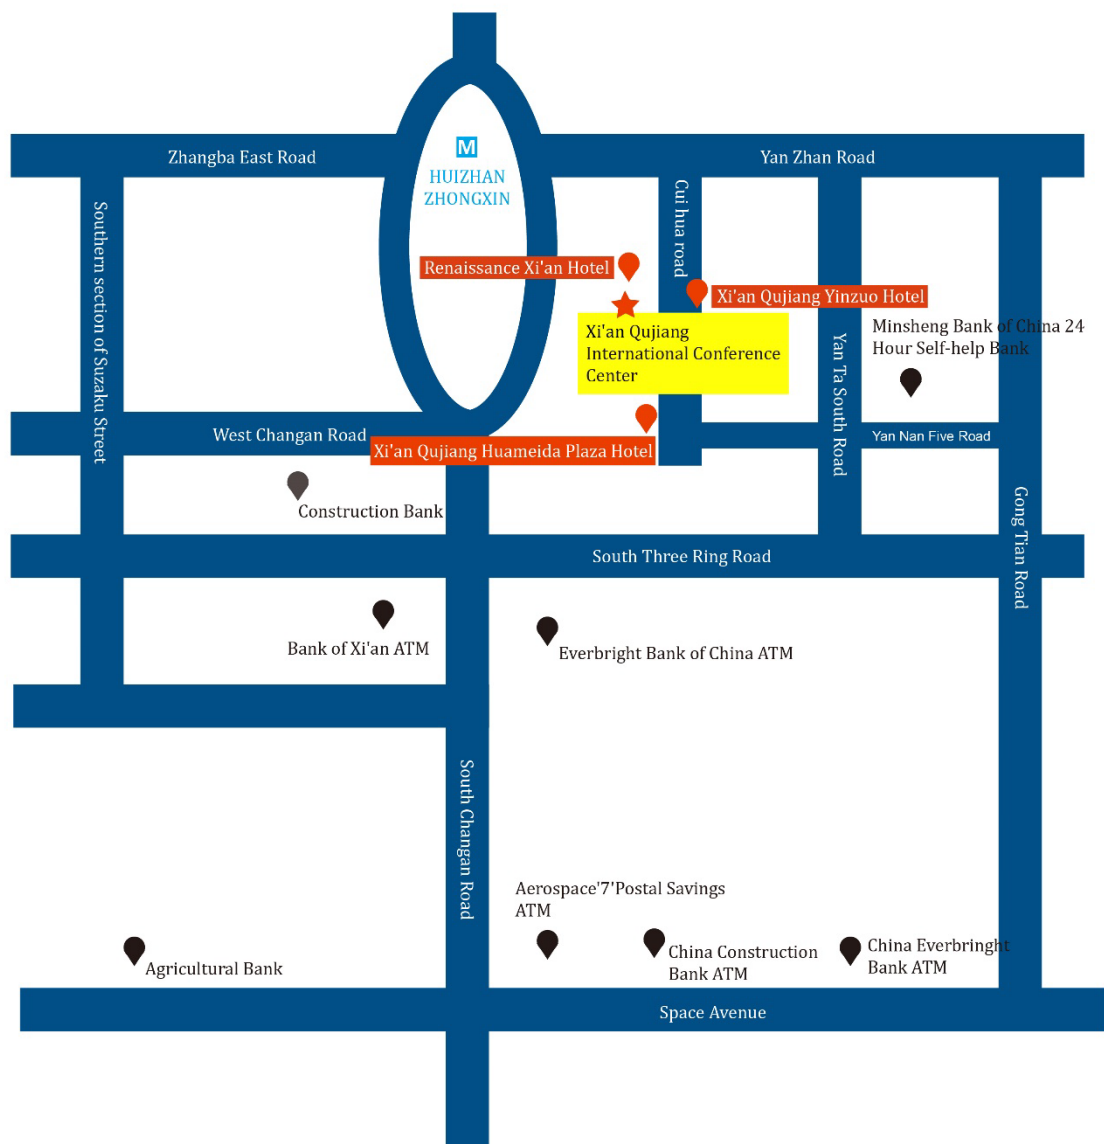 Zhangba East Road
M
HUIZHAN
ZHONGXIN
Yan Zhan Road
Southern section of Suzaku Street
Cui hua road
Renaissance Xi'an Hotel
Xi'an Qujiang Yinzuo Hotel
Xi'an Qujiang
International Conference
Center
Minsheng Bank of China 24
Hour Self-help Bank
Yan Ta South Road
West Changan Road
Xi'an Qujiang Huameida Plaza Hotel
Yan Nan Five Road
Construction Bank
Gong Tian Road
South Three Ring Road
Bank of Xi'an ATM
Everbright Bank of China ATM
South Changan Road
Aerospace'7'Postal Savings
ATM
Agricultural Bank
China Construction
Bank ATM
China Everbringht
Bank ATM
Space Avenue